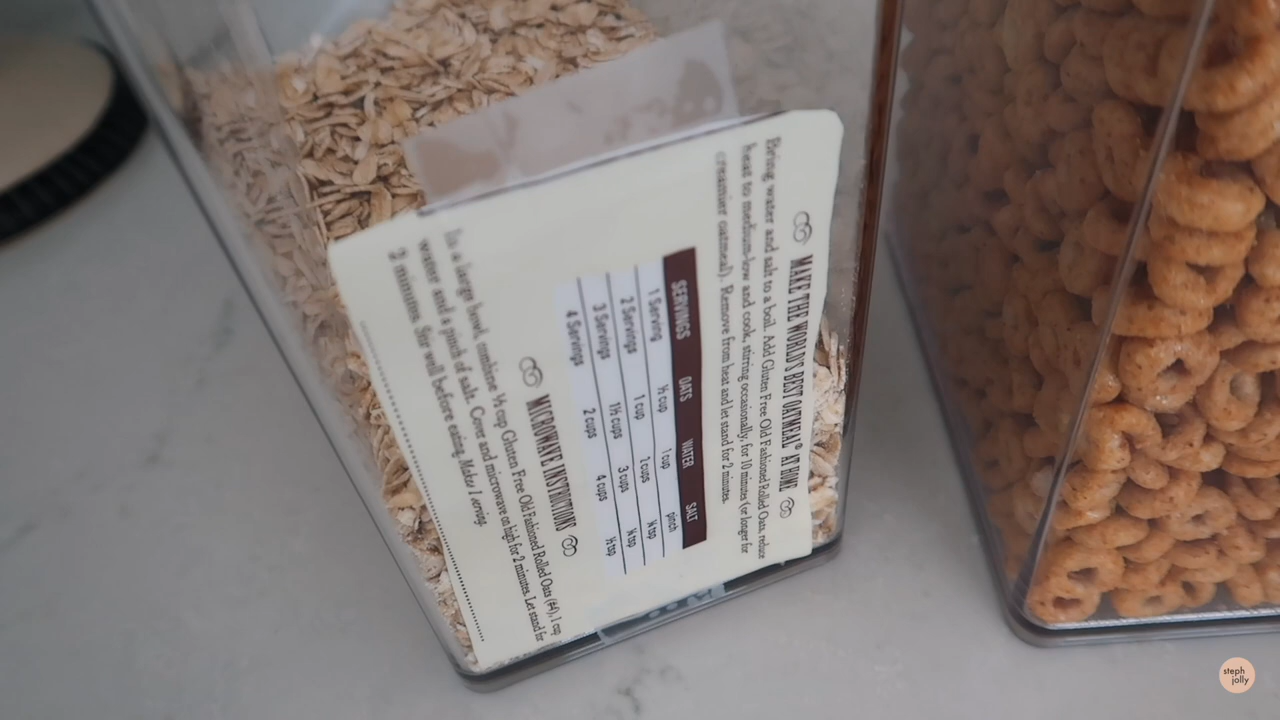 MAKE THE WORLD'S BEST OATMEAL® AT HOME
Bring water and salt to a boil. Add Gluten Free Old Fashioned Rolled Oats, reduce
heat to medium-low and cook, stirring occasionally, for 10 minutes (or longer for
creamier oatmeal). Remove from heat and let stand for 2 minutes.
SERVINGS OATS WATER SALT
1 Serving ½ cup 1 cup pinch
2 Servings 1 cup 2 cups ⅛ tsp
3 Servings 1½ cups 3 cups ¼ tsp
4 Servings 2 cups 4 cups ½ tsp
MICROWAVE INSTRUCTIONS
In a large bowl, combine ½ cup Gluten Free Old Fashioned Rolled Oats 1 cup
water and a pinch of salt. Cover and microwave on high for 2 minutes. Let stand for
2 minutes. Stir well before eating. Makes 1 serving.
steph
jolly